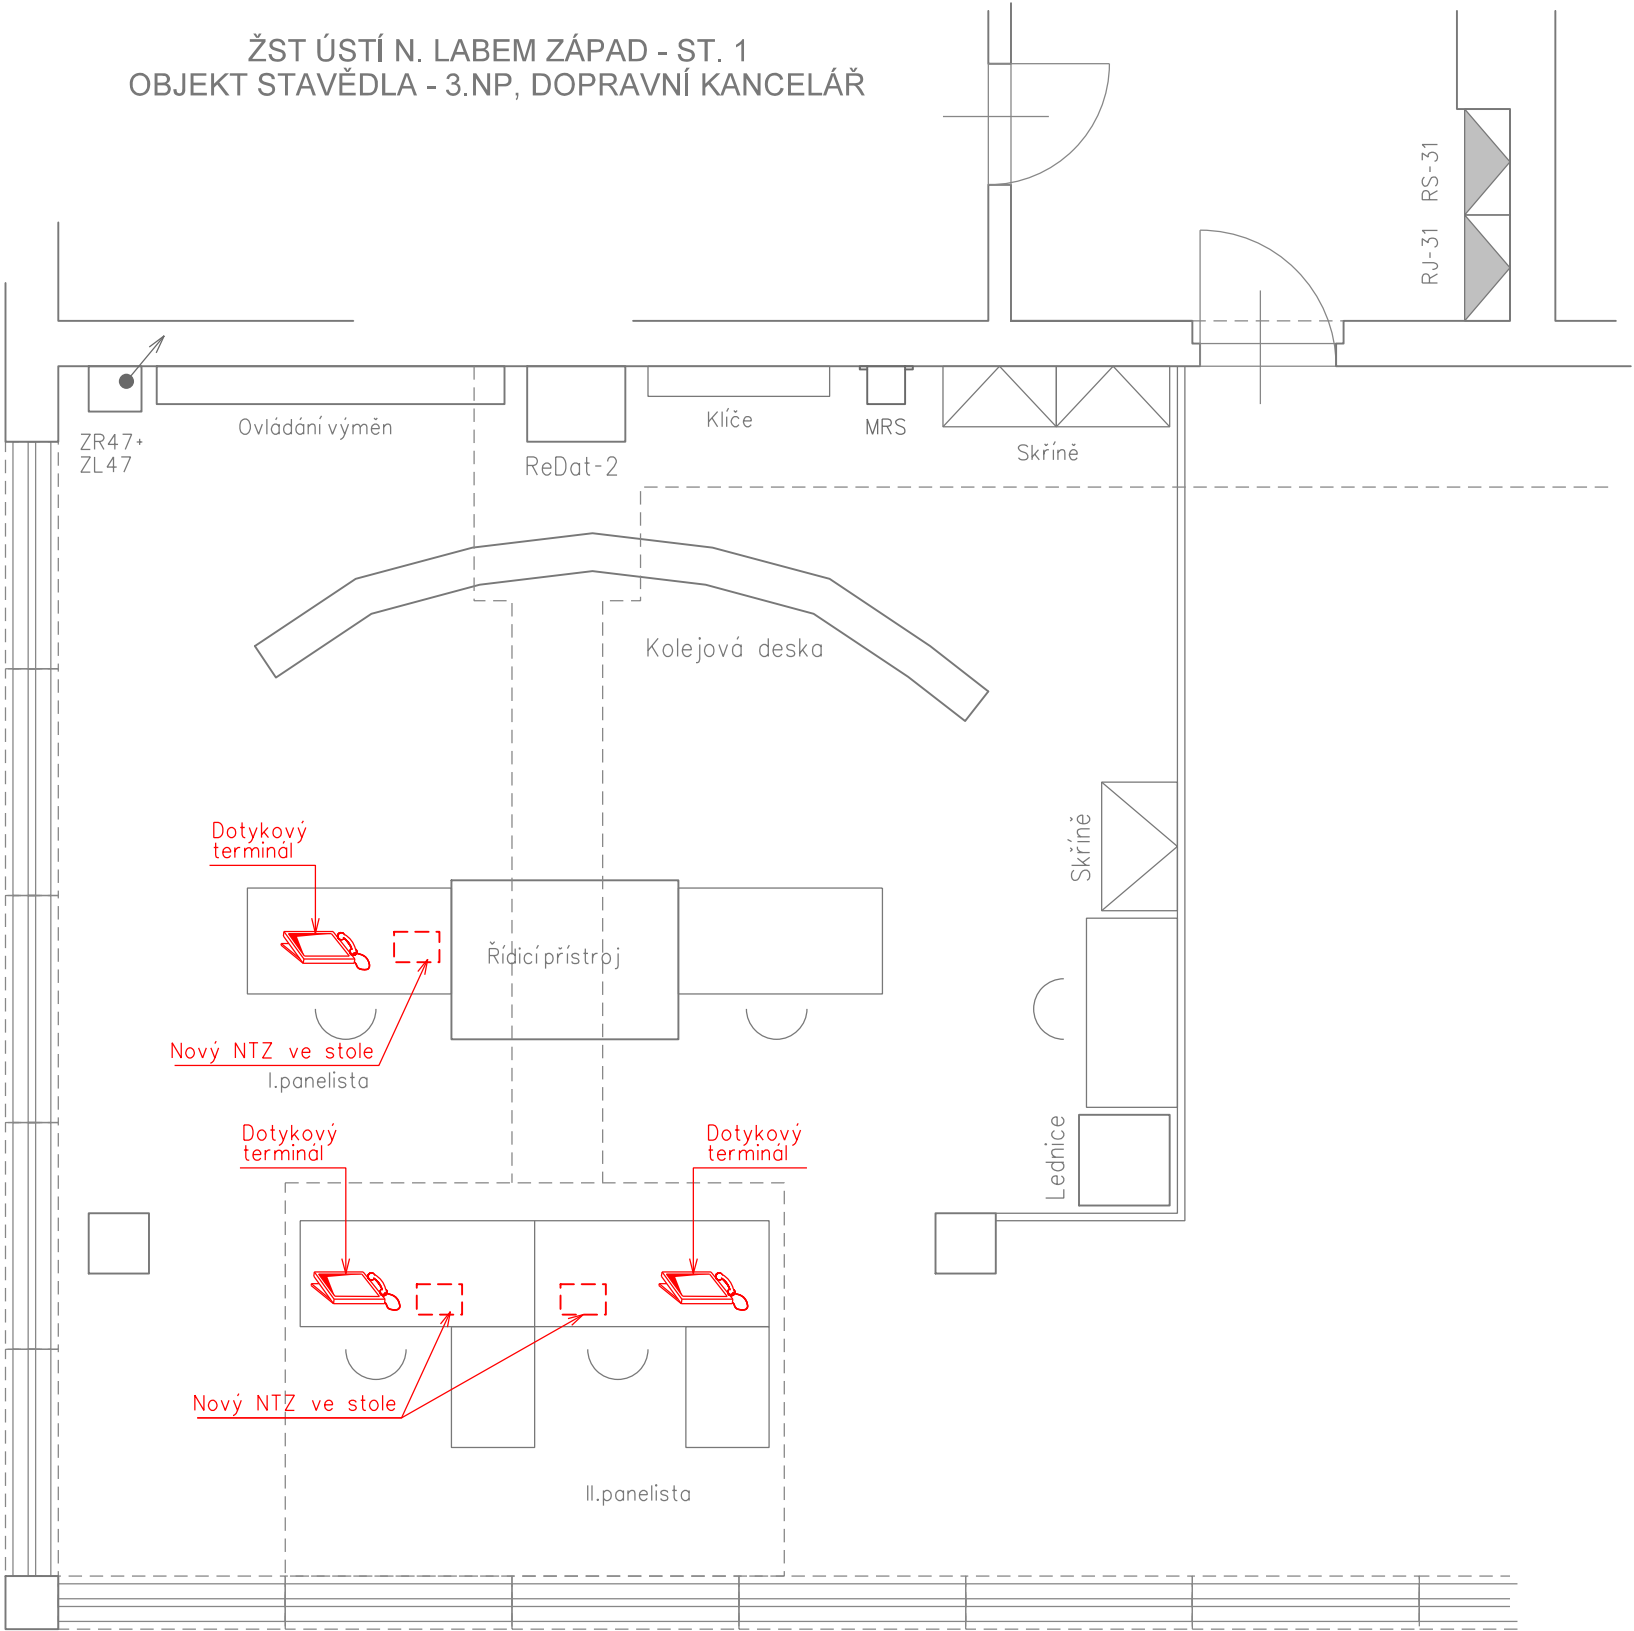 ŽST ÚSTÍ N. LABEM ZÁPAD - ST. 1
OBJEKT STAVĚDLA - 3.NP, DOPRAVNÍ KANCELÁŘ
RS-31
RJ-31
ZR47+
ZL47
Ovládání výměn
ReDat-2
Klíče
MRS
Skříně
Kolejová deska
Dotykový
terminál
Skříně
Řídicí přístroj
Nový NTZ ve stole
I.panelista
Dotykový
terminál
Dotykový
terminál
Lednice
Nový NTZ ve stole
II.panelista